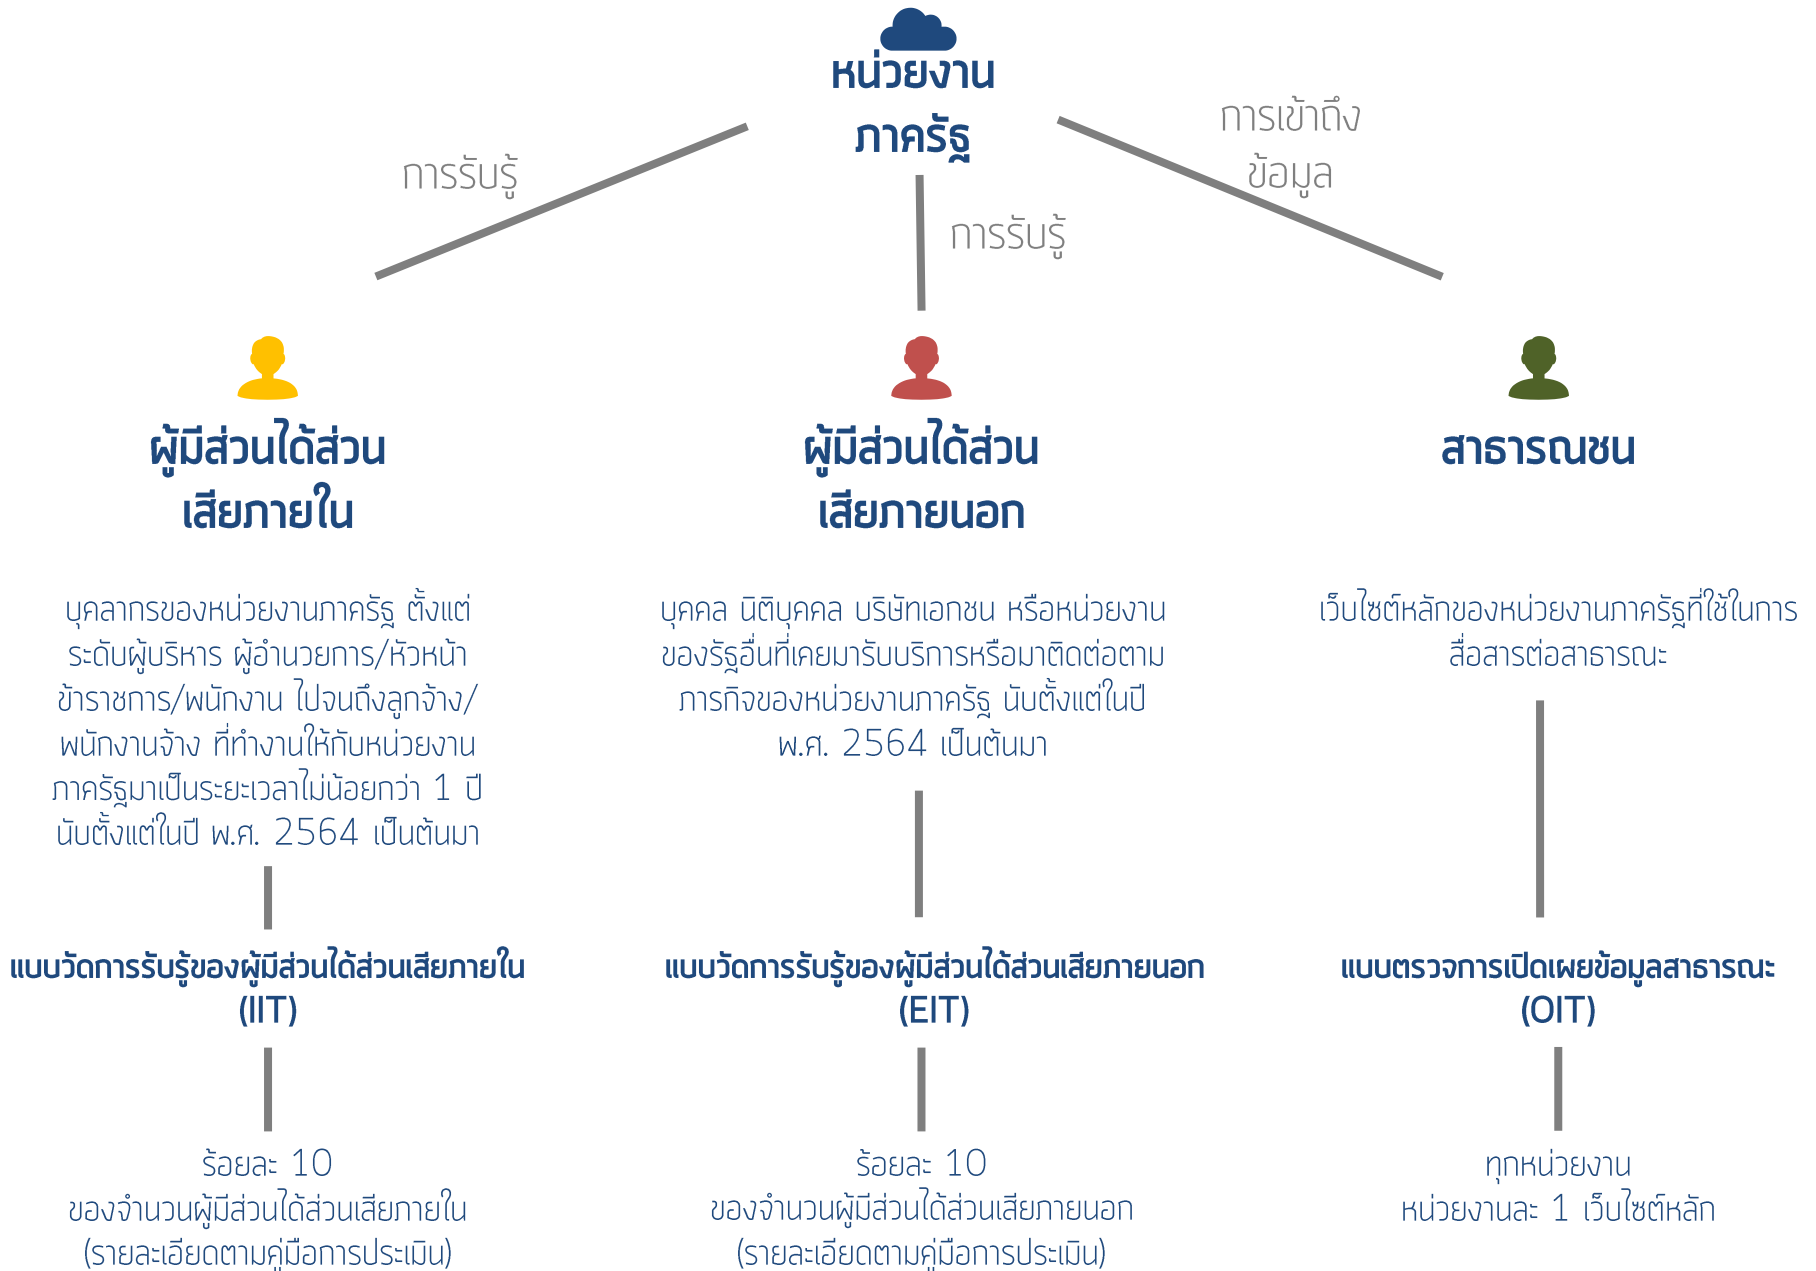 หน่วยงาน
ภาครัฐ
การรับรู้
การรับรู้
การเข้าถึง
ข้อมูล
ผู้มีส่วนได้ส่วน
เสียภายใน
บุคลากรของหน่วยงานภาครัฐ ตั้งแต่
ระดับผู้บริหาร ผู้อำนวยการ/หัวหน้า
ข้าราชการ/พนักงาน ไปจนถึงลูกจ้าง/
พนักงานจ้าง ที่ทำงานให้กับหน่วยงาน
ภาครัฐมาเป็นระยะเวลาไม่น้อยกว่า 1 ปี
นับตั้งแต่ในปี พ.ศ. 2564 เป็นต้นมา
แบบวัดการรับรู้ของผู้มีส่วนได้ส่วนเสียภายใน
(IIT)
ร้อยละ 10
ของจำนวนผู้มีส่วนได้ส่วนเสียภายใน
(รายละเอียดตามคู่มือการประเมิน)
ผู้มีส่วนได้ส่วน
เสียภายนอก
บุคคล นิติบุคคล บริษัทเอกชน หรือหน่วยงาน
ของรัฐอื่นที่เคยมารับบริการหรือมาติดต่อตาม
ภารกิจของหน่วยงานภาครัฐ นับตั้งแต่ในปี
พ.ศ. 2564 เป็นต้นมา
แบบวัดการรับรู้ของผู้มีส่วนได้ส่วนเสียภายนอก
(EIT)
ร้อยละ 10
ของจำนวนผู้มีส่วนได้ส่วนเสียภายนอก
(รายละเอียดตามคู่มือการประเมิน)
สาธารณชน
เว็บไซต์หลักของหน่วยงานภาครัฐที่ใช้ในการ
สื่อสารต่อสาธารณะ
แบบตรวจการเปิดเผยข้อมูลสาธารณะ
(OIT)
ทุกหน่วยงาน
หน่วยงานละ 1 เว็บไซต์หลัก